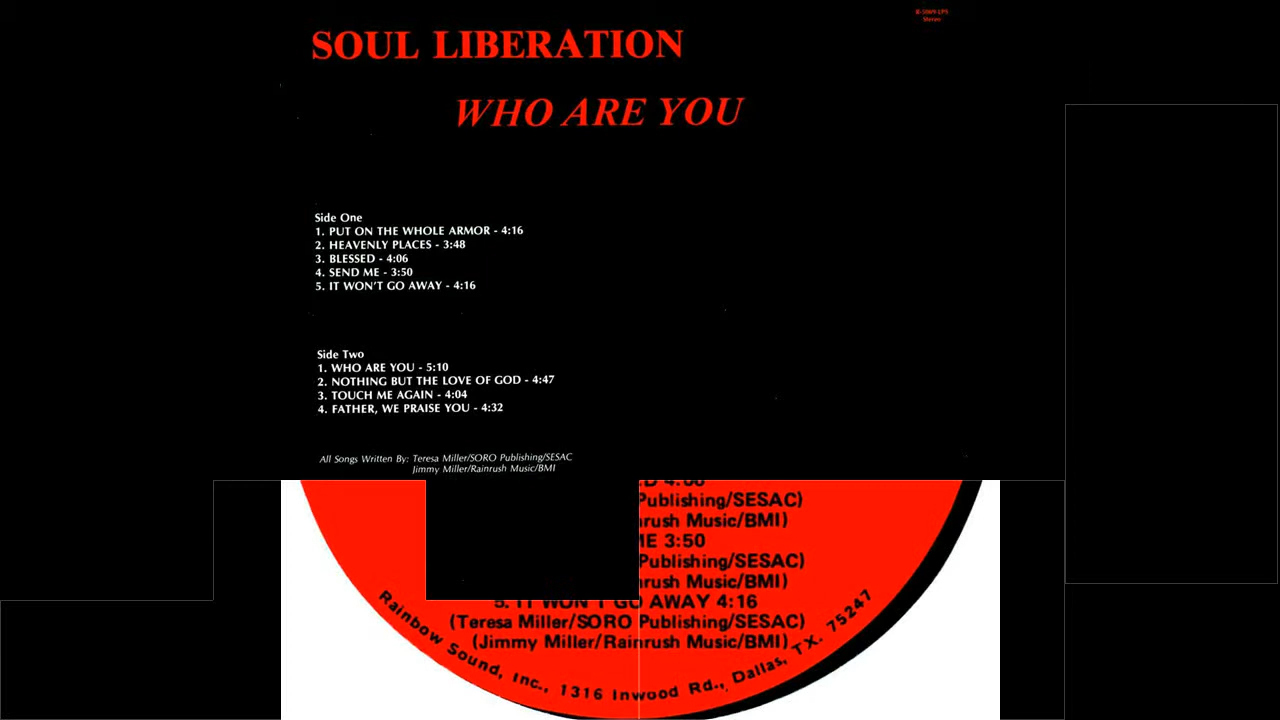 Stereo
SOUL LIBERATION
WHO ARE YOU
Side One
1. PUT ON THE WHOLE ARMOR - 4:16
2. HEAVENLY PLACES - 3:48
3. BLESSED - 4:06
4. SEND ME - 3:50
5. IT WON'T GO AWAY - 4:16
Side Two
1. WHO ARE YOU - 5:10
2. NOTHING BUT THE LOVE OF GOD - 4:47
3. TOUCH ME AGAIN - 4:04
4. FATHER, WE PRAISE YOU - 4:32
All Songs Written By: Teresa Miller/SORO Publishing/SESAC
Jimmy Miller/Rainrush Music/BMI
Publishing/SESAC)
rush Music/BMI)
ME 3:50
Publishing/SESAC)
rush Music/BMI)
5. IT WON'T GO AWAY 4:16
(Teresa Miller/SORO Publishing/SESAC)
(Jimmy Miller/Rainrush Music/BMI)
Rainbow Sound, Inc., 1316 Inwood Rd., Dallas, TX. 75247